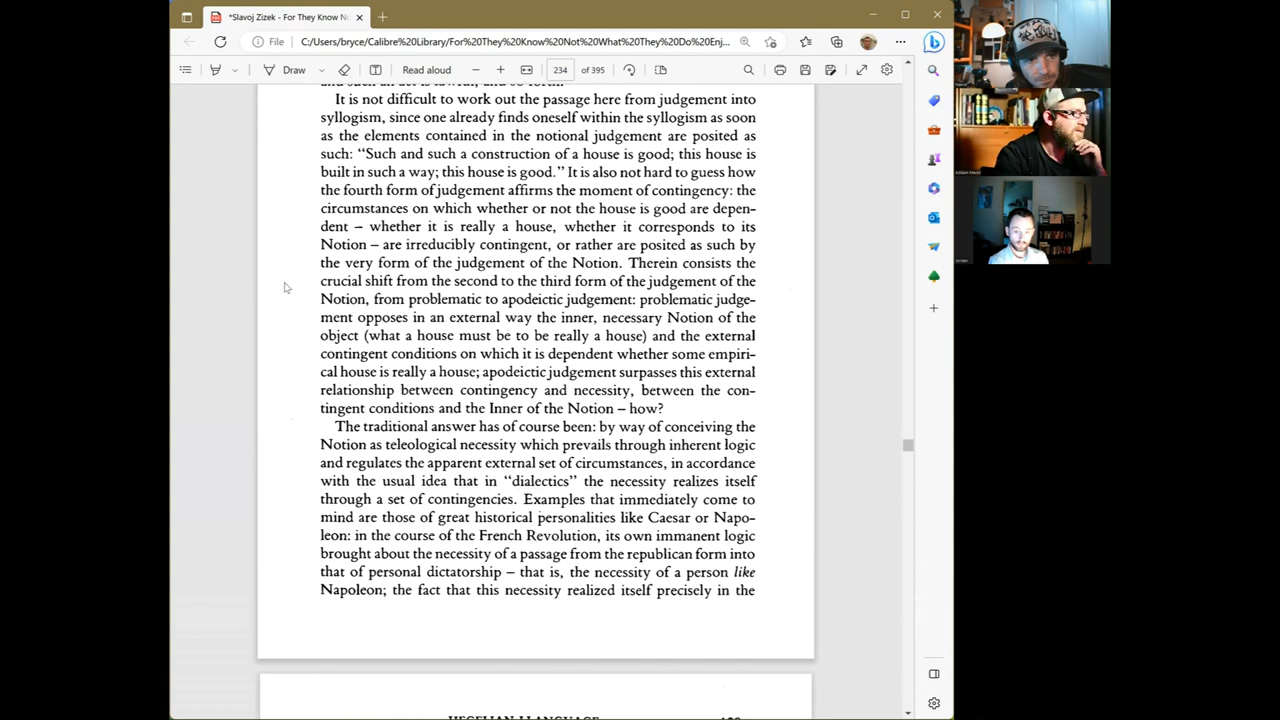 *Slavoj Zizek - For They Know No
File
C:/Users/bryce/Calibre%20Library/For%20They%20Know%20Not%20What%20They%20Do%20Enj...
Draw
Read aloud
234 of 395
and such an act is lawful, and so forth.
It is not difficult to work out the passage here from judgement into
syllogism, since one already finds oneself within the syllogism as soon
as the elements contained in the notional judgement are posited as
such: “Such and such a construction of a house is good; this house is
built in such a way; this house is good.” It is also not hard to guess how
the fourth form of judgement affirms the moment of contingency: the
circumstances on which whether or not the house is good are depen-
dent – whether it is really a house, whether it corresponds to its
Notion – are irreducibly contingent, or rather are posited as such by
the very form of the judgement of the Notion. Therein consists the
crucial shift from the second to the third form of the judgement of the
Notion, from problematic to apodeictic judgement: problematic judge-
ment opposes in an external way the inner, necessary Notion of the
object (what a house must be to be really a house) and the external
contingent conditions on which it is dependent whether some empiri-
cal house is really a house; apodeictic judgement surpasses this external
relationship between contingency and necessity, between the con-
tingent conditions and the Inner of the Notion – how?
The traditional answer has of course been: by way of conceiving the
Notion as teleological necessity which prevails through inherent logic
and regulates the apparent external set of circumstances, in accordance
with the usual idea that in “dialectics” the necessity realizes itself
through a set of contingencies. Examples that immediately come to
mind are those of great historical personalities like Caesar or Napo-
leon: in the course of the French Revolution, its own immanent logic
brought about the necessity of a passage from the republican form into
that of personal dictatorship – that is, the necessity of a person like
Napoleon; the fact that this necessity realized itself precisely in the
Jordan